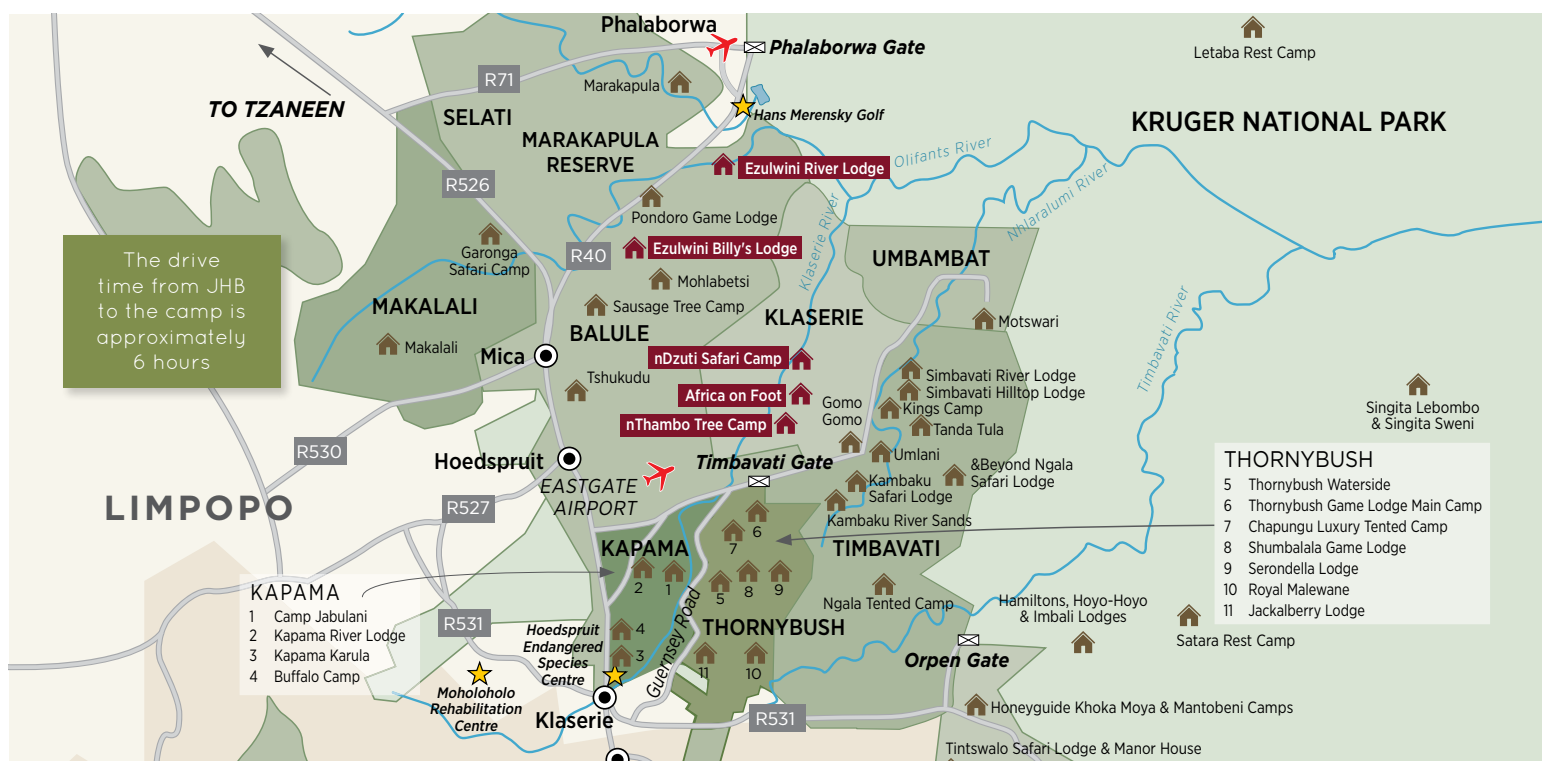 Phalaborwa
Phalaborwa Gate
Letaba Rest Camp
R71
Marakapula
TO TZANEEN
SELATI
Hans Merensky Golf
KRUGER NATIONAL PARK
MARAKAPULA
RESERVE
Olifants River
Ezulwini River Lodge
R526
Nhlaralumi River
Pondoro Game Lodge
Klaserie River
Garonga
Safari Camp
R40
Ezulwini Billy's Lodge
UMBAMBAT
The drive
time from JHB
to the camp is
approximately
6 hours
Mohlabetsi
MAKALALI
Sausage Tree Camp
KLASERIE
Motswari
Timbavati River
BALULE
Makalali
Mica
nDzuti Safari Camp
Tshukudu
Simbavati River Lodge
Simbavati Hilltop Lodge
Africa on Foot
Gomo
Gomo
Kings Camp
Singita Lebombo
& Singita Sweni
nThambo Tree Camp
Tanda Tula
R530
Hoedspruit
Timbavati Gate
Umlani
&Beyond Ngala
Safari Lodge
EASTGATE
AIRPORT
Kambaku
Safari Lodge
Kambaku River Sands
THORNYBUSH
5 Thornybush Waterside
6 Thornybush Game Lodge Main Camp
7 Chapungu Luxury Tented Camp
8 Shumbalala Game Lodge
9 Serondella Lodge
10 Royal Malewane
11 Jackalberry Lodge
LIMPOPO
R527
6
7
KAPAMA
TIMBAVATI
2
1
5
8
9
Ngala Tented Camp
KAPAMA
1 Camp Jabulani
2 Kapama River Lodge
3 Kapama Karula
4 Buffalo Camp
R531
Hoedspruit
Endangered
Species
Centre
4
3
Guernsey Road
THORNYBUSH
11
10
Hamiltons, Hoyo-Hoyo
& Imbali Lodges
Satara Rest Camp
Orpen Gate
Moholoholo
Rehabilitation
Centre
Klaserie
R531
Honeyguide Khoka Moya & Mantobeni Camps
Tintswalo Safari Lodge & Manor House